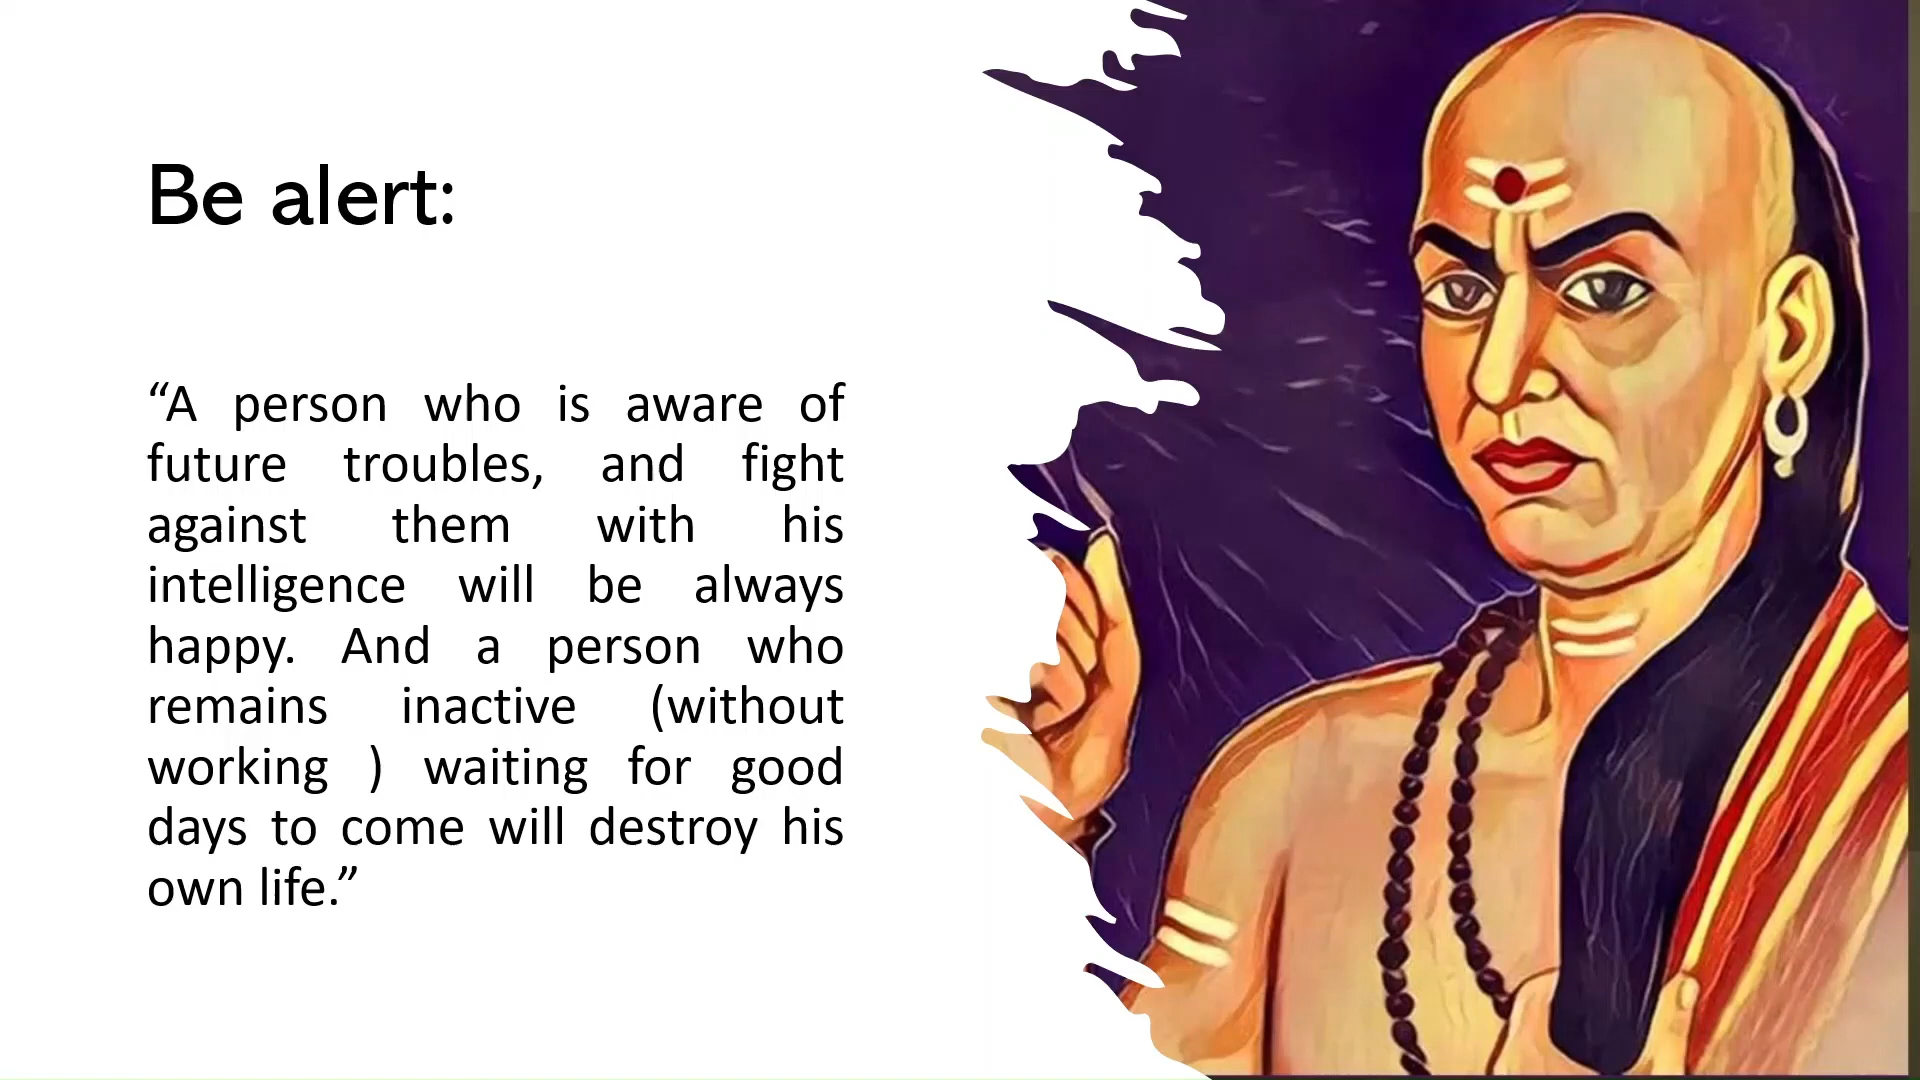 Be alert:
“A person who is aware of
future troubles, and fight
against them with his
intelligence will be always
happy. And a person who
remains inactive (without
working ) waiting for good
days to come will destroy his
own life.”